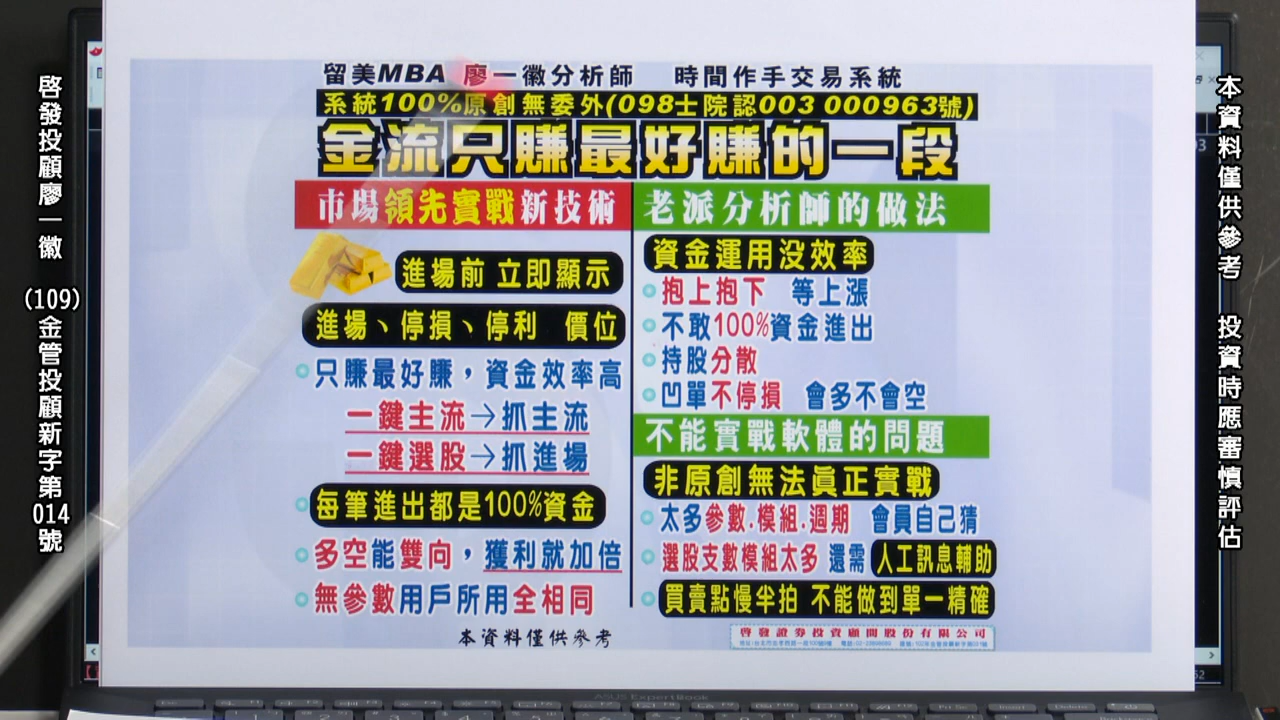 啓發投顧廖一徽 (109)金管投顧新字第014號
留美MBA 廖一徽分析師 時間作手交易系統
系統100%原創無委外(098士院認003 000963號)
金流只賺最好賺的一段
市場領先實戰新技術
進場前 立即顯示
進場、停損、停利 價位
只賺最好賺，資金效率高
一鍵主流→抓主流
一鍵選股→抓進場
每筆進出都是100%資金
多空能雙向，獲利就加倍
無參數用戶所用全相同
老派分析師的做法
資金運用没效率
抱上抱下 等上漲
不敢100%資金進出
持股分散
凹單不停損 會多不會空
不能實戰軟體的問題
非原創無法真正實戰
太多參數.模組.週期 會員自己猜
選股支數模組太多 還需 人工訊息輔助
買賣點慢半拍 不能做到單一精確
本資料僅供參考
啓發證券投資顧問股份有限公司
本資料僅供參考 投資時應審慎評估
ASUS ExpertBook